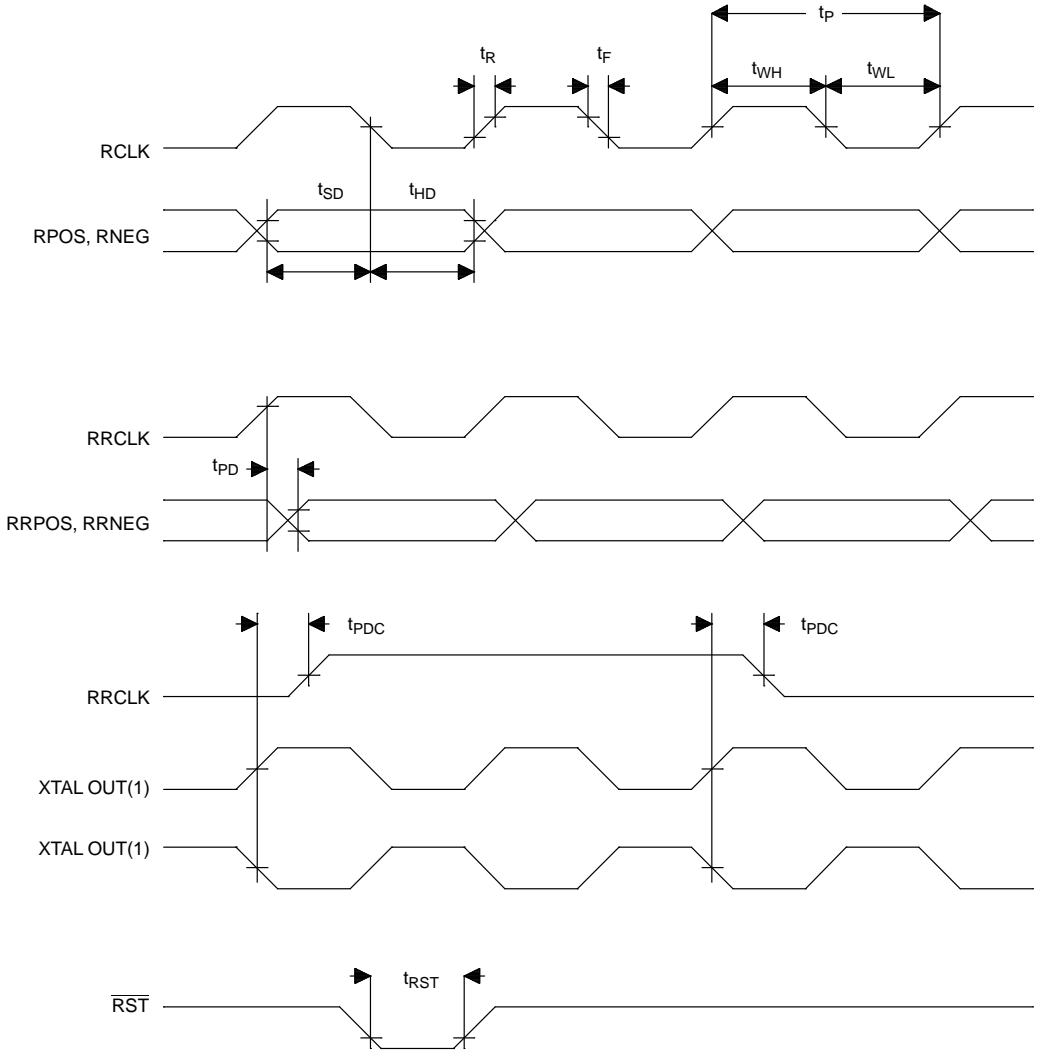 tP
tR
tF
tWH
tWL
RCLK
tSD
tHD
RPOS, RNEG
RRCLK
tPD
RRPOS, RRNEG
tPDC
tPDC
RRCLK
XTAL OUT(1)
XTAL OUT(1)
tRST
R̅S̅T̅